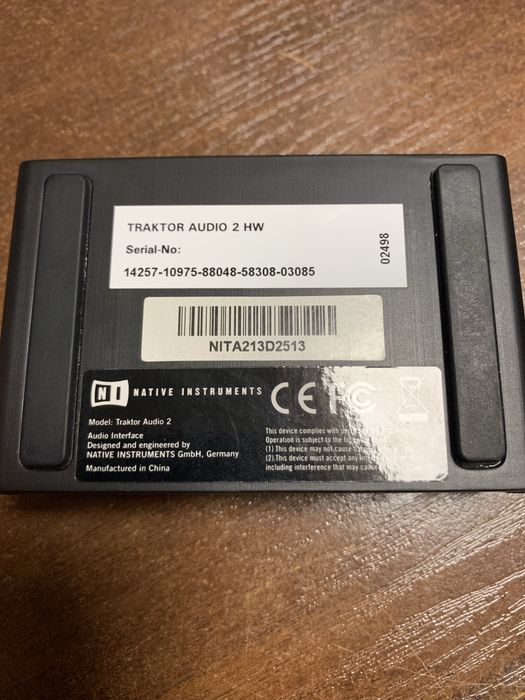 TRAKTOR AUDIO 2 HW
Serial-No:
14257-10975-88048-58308-03085
02498
NITA213D2513
NI NATIVE INSTRUMENTS
CE FC
Model: Traktor Audio 2
Audio Interface
Designed and engineered by
NATIVE INSTRUMENTS GmbH, Germany
Manufactured in China
This device complies with
Operation is subject to the
(1) This device may not cause
(2) This device must accept any
including interference that may cause